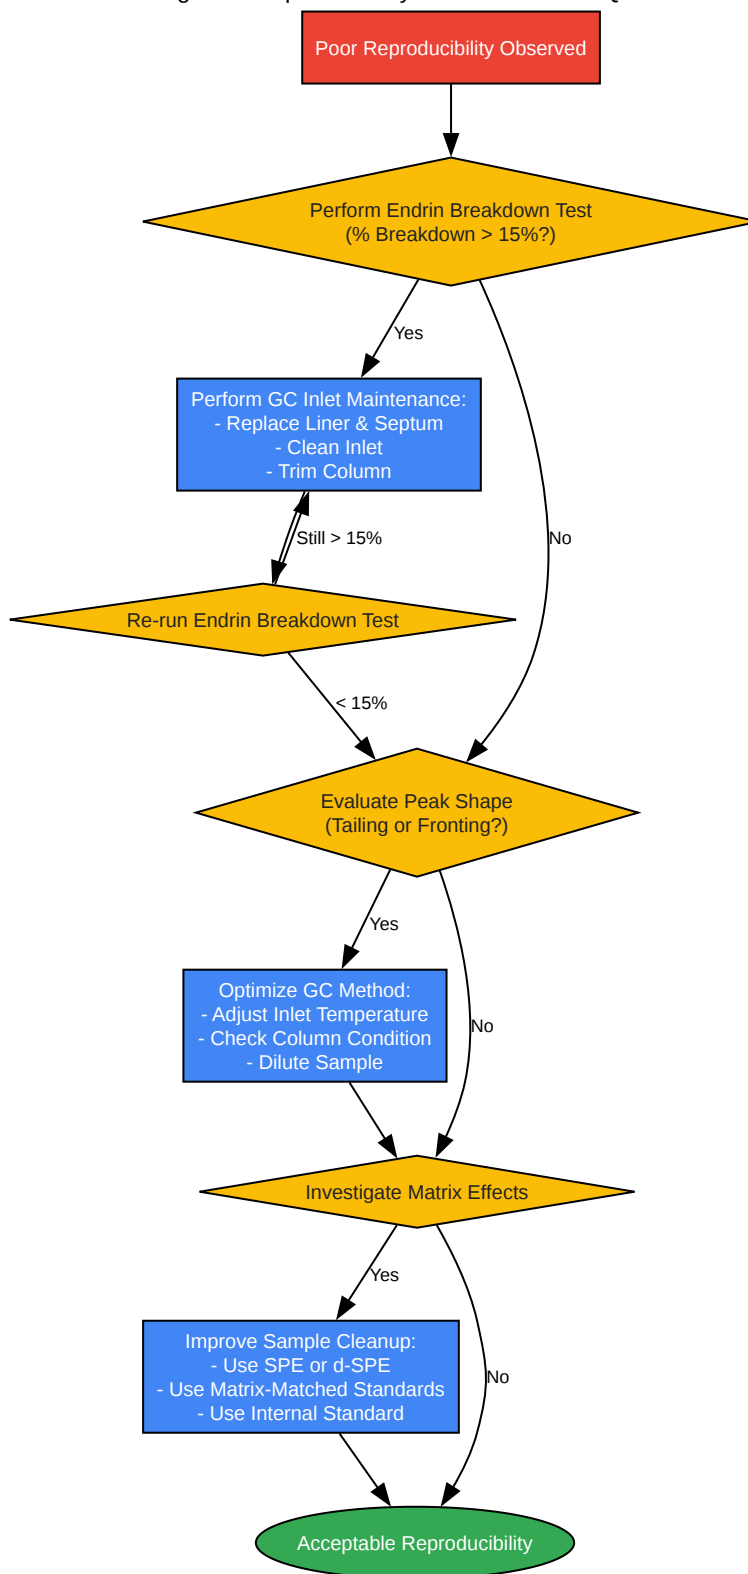 Poor Reproducibility Observed
Perform Endrin Breakdown Test
(% Breakdown > 15%?)
Yes
Perform GC Inlet Maintenance:
- Replace Liner & Septum
- Clean Inlet
- Trim Column
Still > 15%
No
Re-run Endrin Breakdown Test
< 15%
Evaluate Peak Shape
(Tailing or Fronting?)
Yes
Optimize GC Method:
- Adjust Inlet Temperature
- Check Column Condition
- Dilute Sample
No
Investigate Matrix Effects
Yes
Improve Sample Cleanup:
- Use SPE or d-SPE
- Use Matrix-Matched Standards
- Use Internal Standard
No
Acceptable Reproducibility